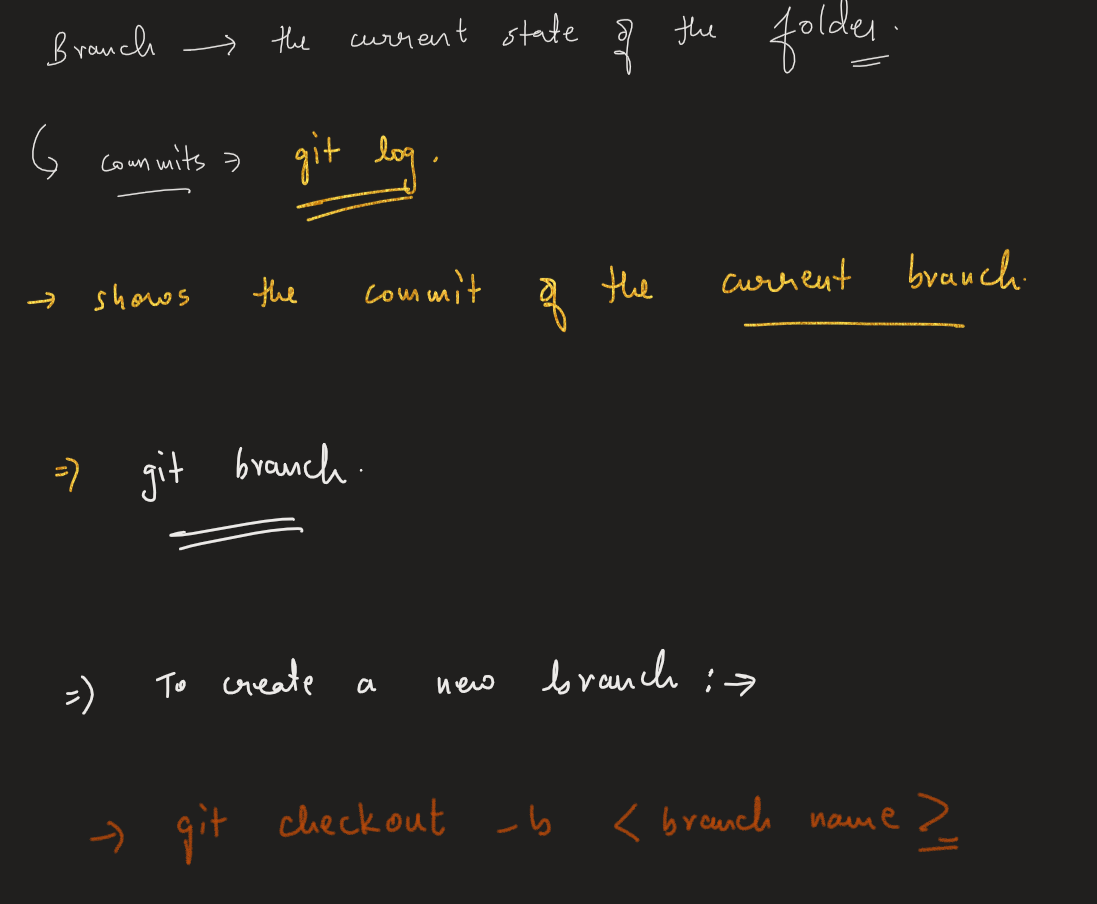 Branch → the current state of the folder.
↳ commits ⇒ git log.
→ shows the commit of the current branch.
⇒ git branch.
⇒ To create a new branch :→
→ git checkout -b < branch name >